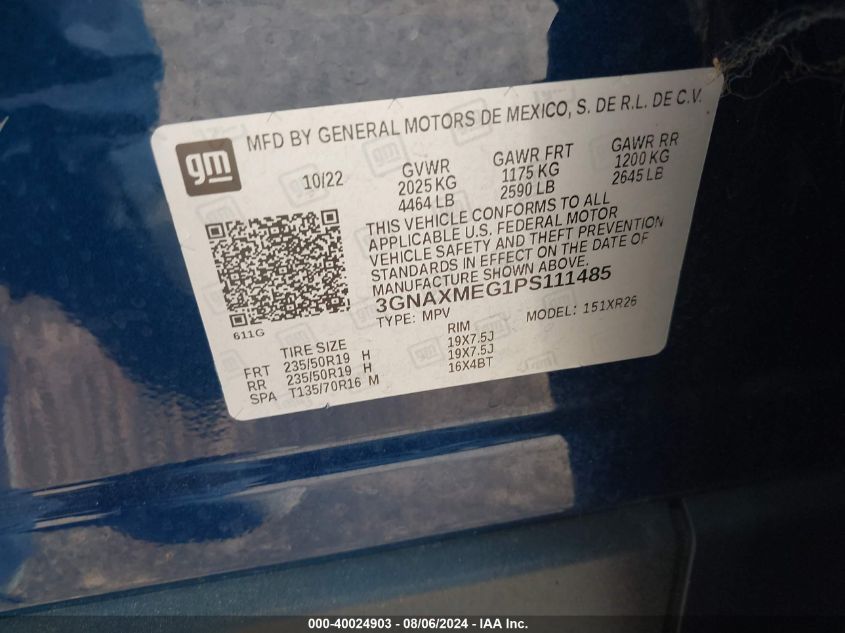 MFD BY GENERAL MOTORS DE MEXICO, S. DE R.L. DE C.V.
gm
10/22
GVWR
2025 KG
4464 LB
GAWR FRT
1175 KG
2590 LB
GAWR RR
1200 KG
2645 LB
THIS VEHICLE CONFORMS TO ALL
APPLICABLE U.S. FEDERAL MOTOR
VEHICLE SAFETY AND THEFT PREVENTION
STANDARDS IN EFFECT ON THE DATE OF
MANUFACTURE SHOWN ABOVE.
3GNAXMEG1PS111485
TYPE: MPV MODEL: 151XR26
611G
TIRE SIZE RIM
FRT 235/50R19 H 19X7.5J
RR 235/50R19 H 19X7.5J
SPA T135/70R16 M 16X4BT
000-40024903 - 08/06/2024 - IAA Inc.